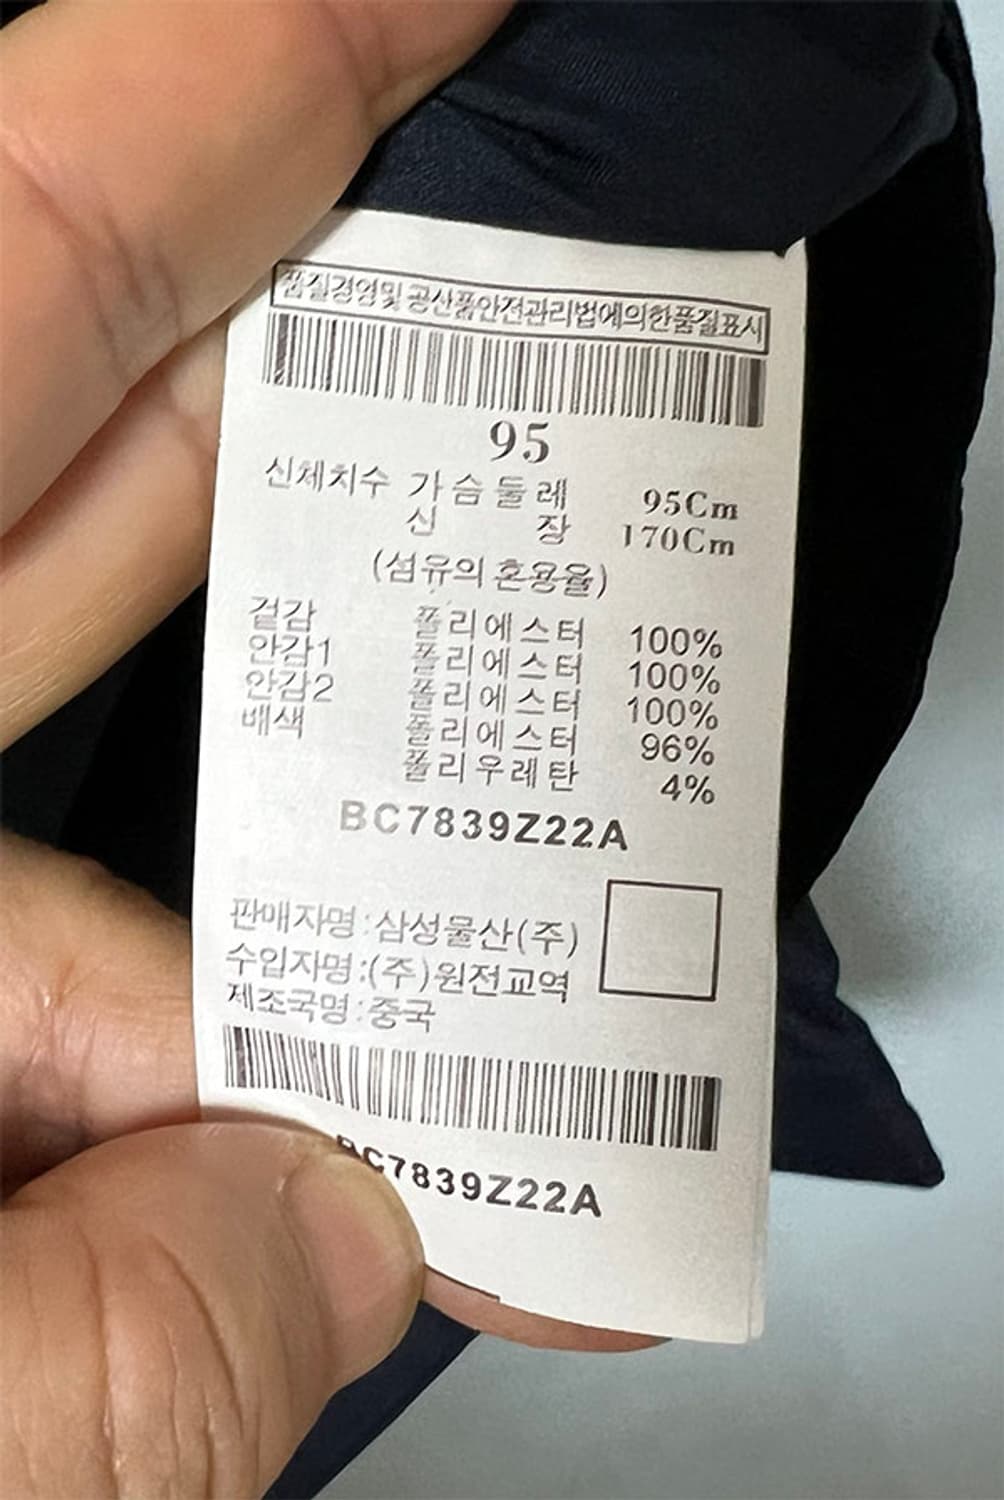 품질경영및 공산품안전관리법에의한품질표시
95
신체치수 가슴둘레 95Cm
신 장 170Cm
(섬유의 혼용율)
겉감 폴리에스터 100%
안감1 폴리에스터 100%
안감2 폴리에스터 100%
배색 폴리에스터 96%
폴리우레탄 4%
BC7839Z22A
판매자명:삼성물산(주)
수입자명:(주)원전교역
제조국명:중국
BC7839Z22A